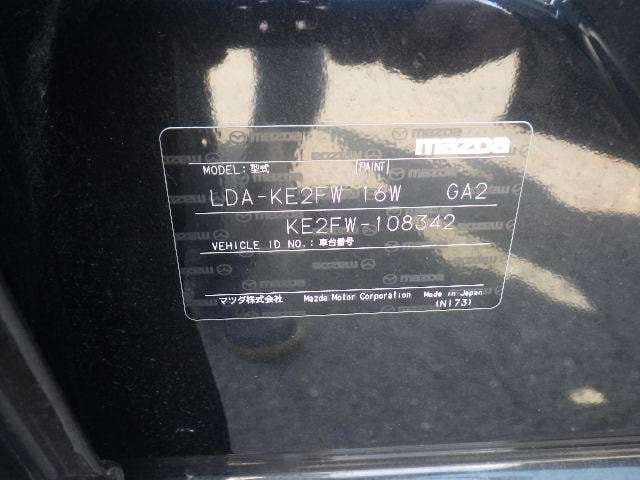 mazda
MODEL: 型式 PAINT
LDA-KE2FW 16W GA2
KE2FW-108342
VEHICLE ID NO.: 車台番号
マツダ株式会社 Mazda Motor Corporation Made in Japan
(N173)